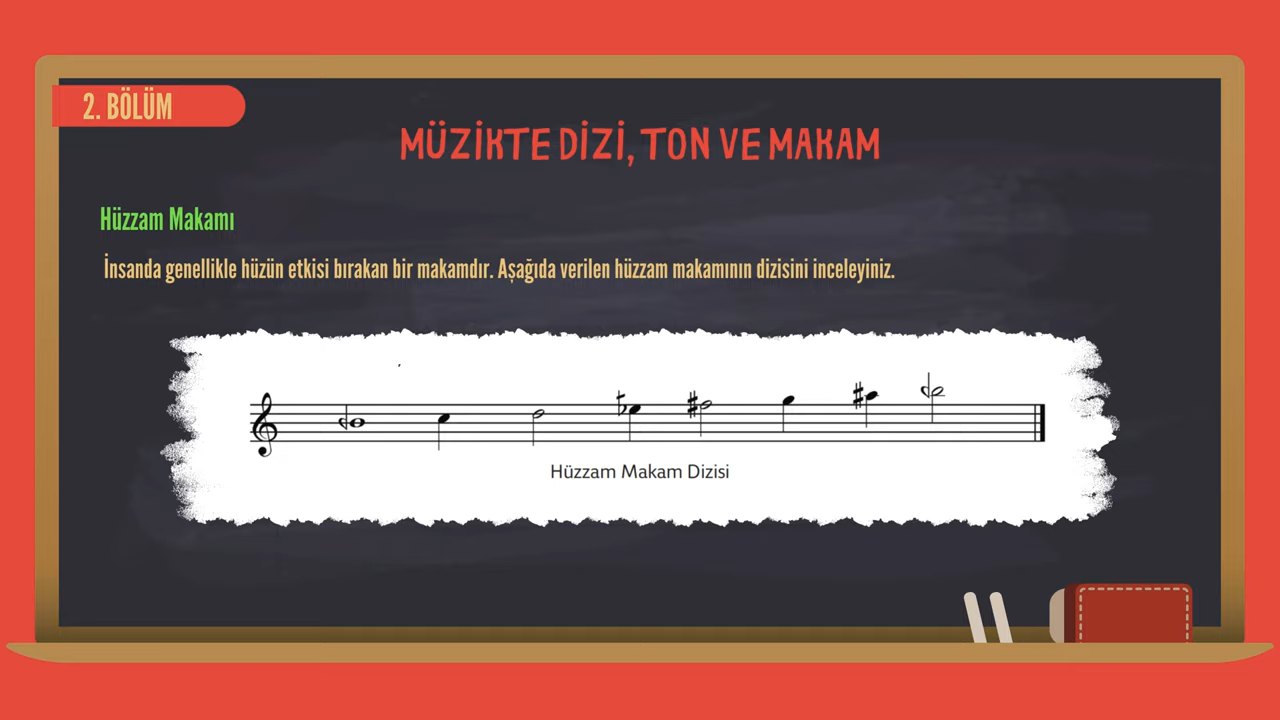 2. BÖLÜM
MÜZİKTE DİZİ, TON VE MAKAM
Hüzzam Makamı
İnsanda genellikle hüzün etkisi bırakan bir makamdır. Aşağıda verilen hüzzam makamının dizisini inceleyiniz.
Hüzzam Makam Dizisi